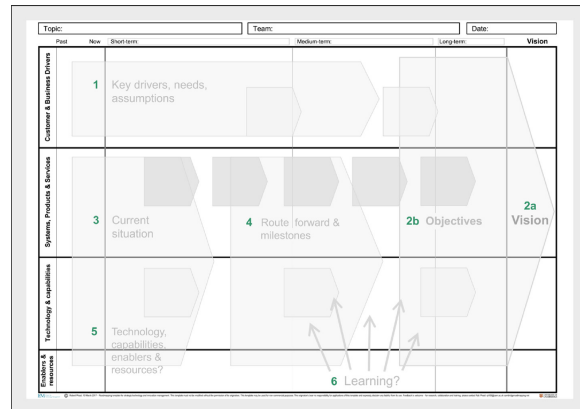 Topic:
Team:
Date:
Past
Now
Short-term:
Medium-term:
Long-term:
Vision
Customer & Business Drivers
1 Key drivers, needs,
assumptions
Systems, Products & Services
3 Current
situation
4 Route forward &
milestones
2b Objectives
2a
Vision
Technology & capabilities
5 Technology,
capabilities,
enablers &
resources?
Enablers &
resources
6 Learning?